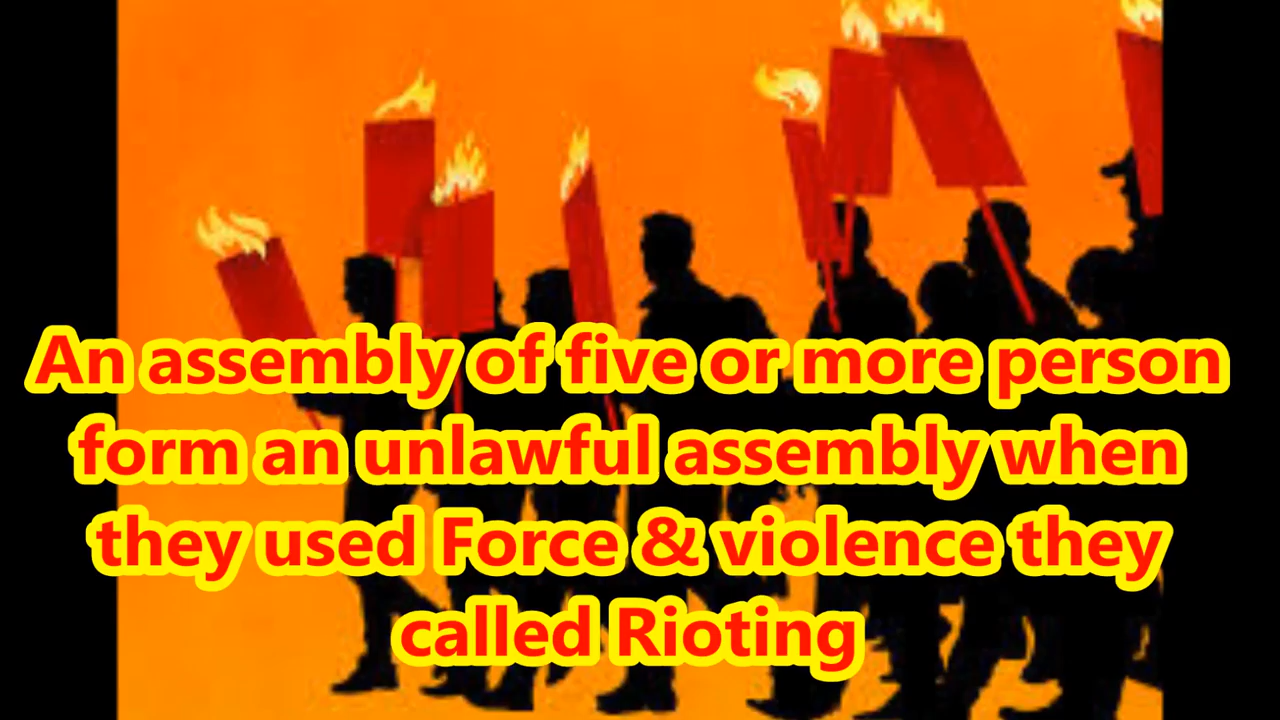 An assembly of five or more person
form an unlawful assembly when
they used Force & violence they
called Rioting